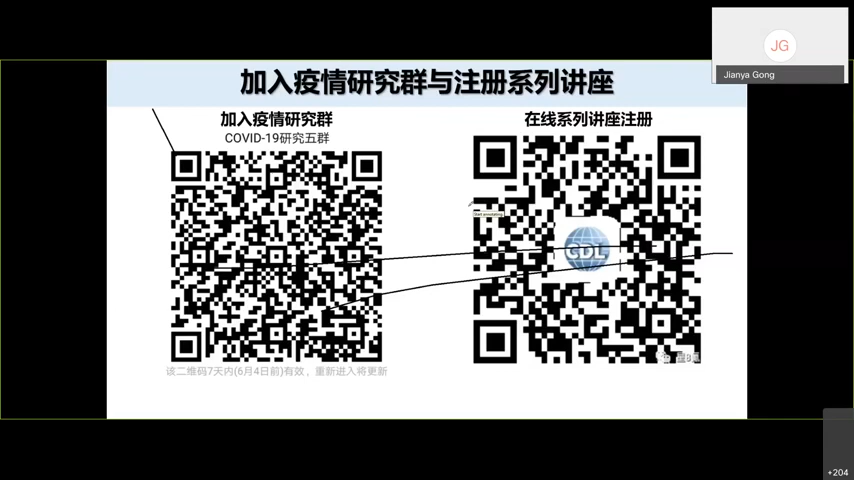 JG
Jianya Gong
加入疫情研究群与注册系列讲座
加入疫情研究群
COVID-19研究五群
该二维码7天内(6月4日前)有效，重新进入将更新
在线系列讲座注册
Start annotating
CDL
+204